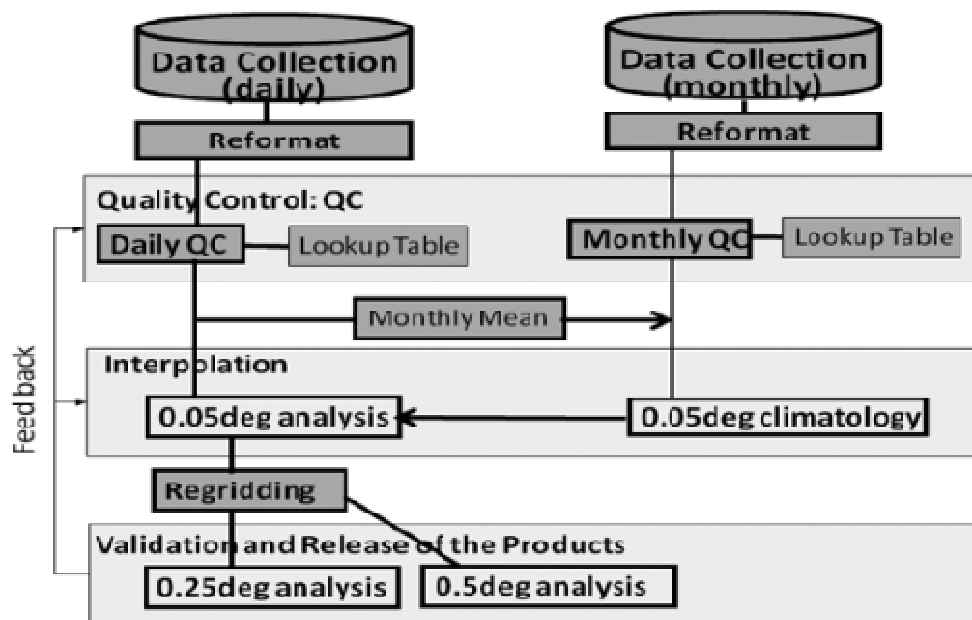 Data Collection
(daily)
Data Collection
(monthly)
Reformat
Reformat
Quality Control: QC
Daily QC
Lookup Table
Monthly QC
Lookup Table
Monthly Mean
Interpolation
0.05deg analysis
0.05deg climatology
Feedback
Regridding
Validation and Release of the Products
0.25deg analysis
0.5deg analysis